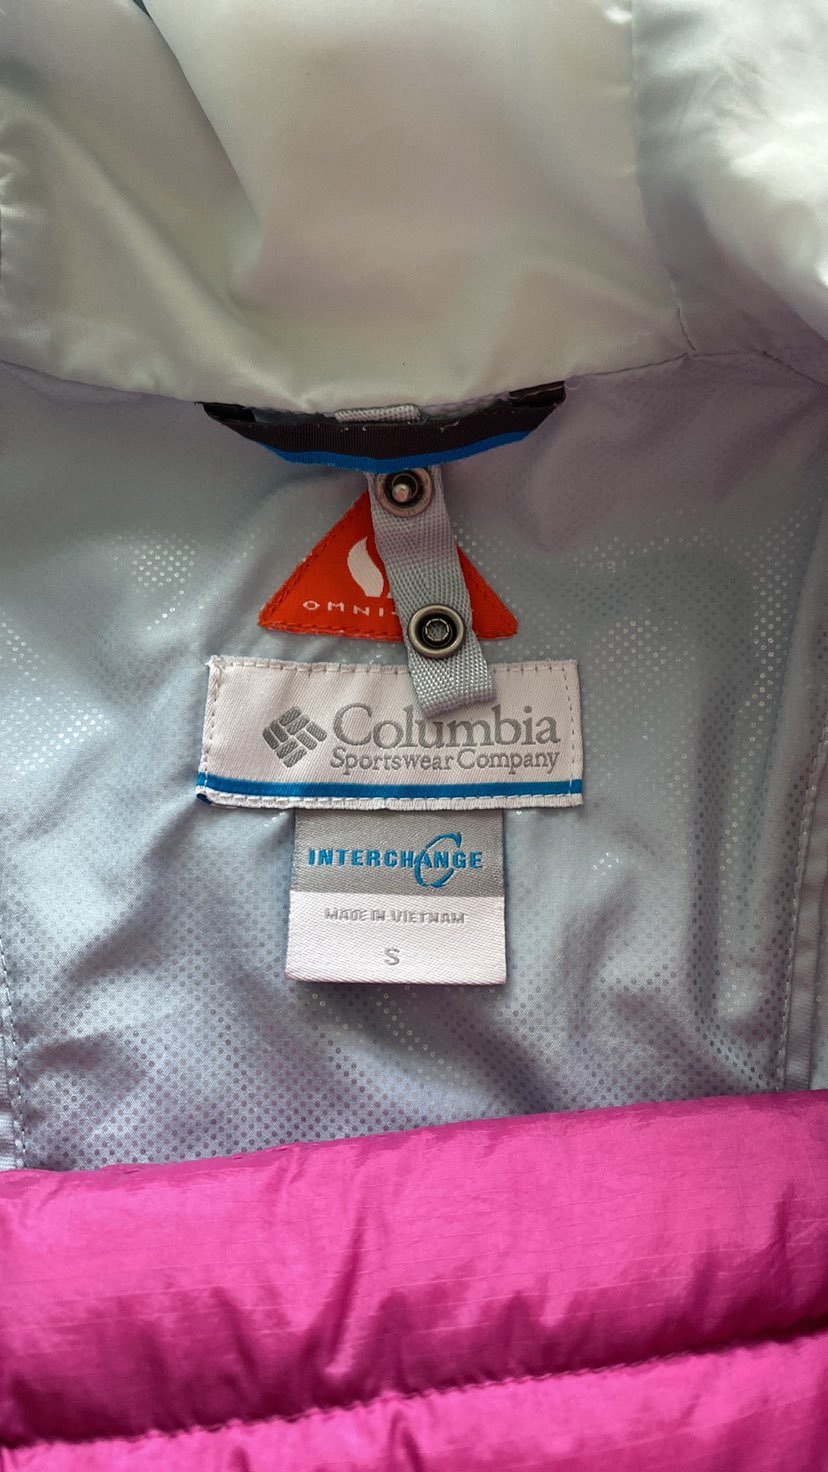 OMNI-
Columbia
Sportswear Company
INTERCHANGE
MADE IN VIETNAM
S